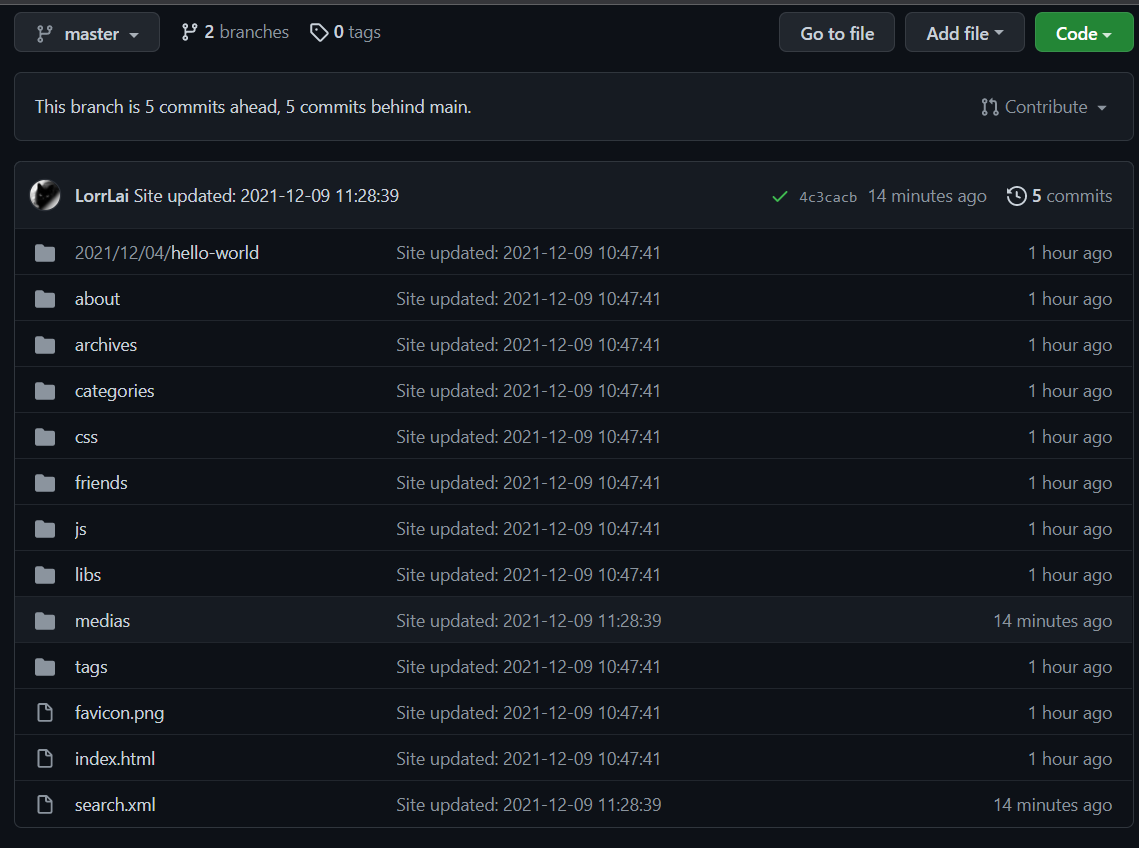 master 2 branches 0 tags Go to file Add file Code
This branch is 5 commits ahead, 5 commits behind main. Contribute
LorrLai Site updated: 2021-12-09 11:28:39 4c3cacb 14 minutes ago 5 commits
2021/12/04/hello-world Site updated: 2021-12-09 10:47:41 1 hour ago
about Site updated: 2021-12-09 10:47:41 1 hour ago
archives Site updated: 2021-12-09 10:47:41 1 hour ago
categories Site updated: 2021-12-09 10:47:41 1 hour ago
css Site updated: 2021-12-09 10:47:41 1 hour ago
friends Site updated: 2021-12-09 10:47:41 1 hour ago
js Site updated: 2021-12-09 10:47:41 1 hour ago
libs Site updated: 2021-12-09 10:47:41 1 hour ago
medias Site updated: 2021-12-09 11:28:39 14 minutes ago
tags Site updated: 2021-12-09 10:47:41 1 hour ago
favicon.png Site updated: 2021-12-09 10:47:41 1 hour ago
index.html Site updated: 2021-12-09 10:47:41 1 hour ago
search.xml Site updated: 2021-12-09 11:28:39 14 minutes ago